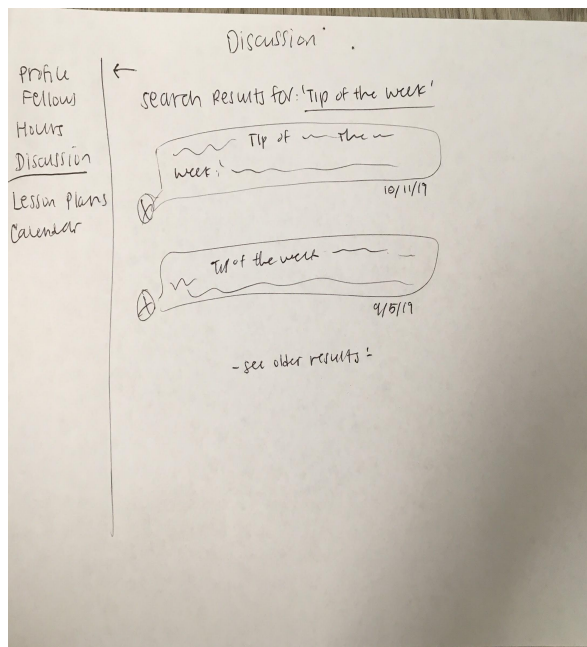 Discussion
Profile
Fellows
Hours
Discussion
Lesson Plans
Calendar
←
Search Results for: 'Tip of the week'
Tip of the
week:
10/11/19
Tip of the week
9/5/19
- see older results -